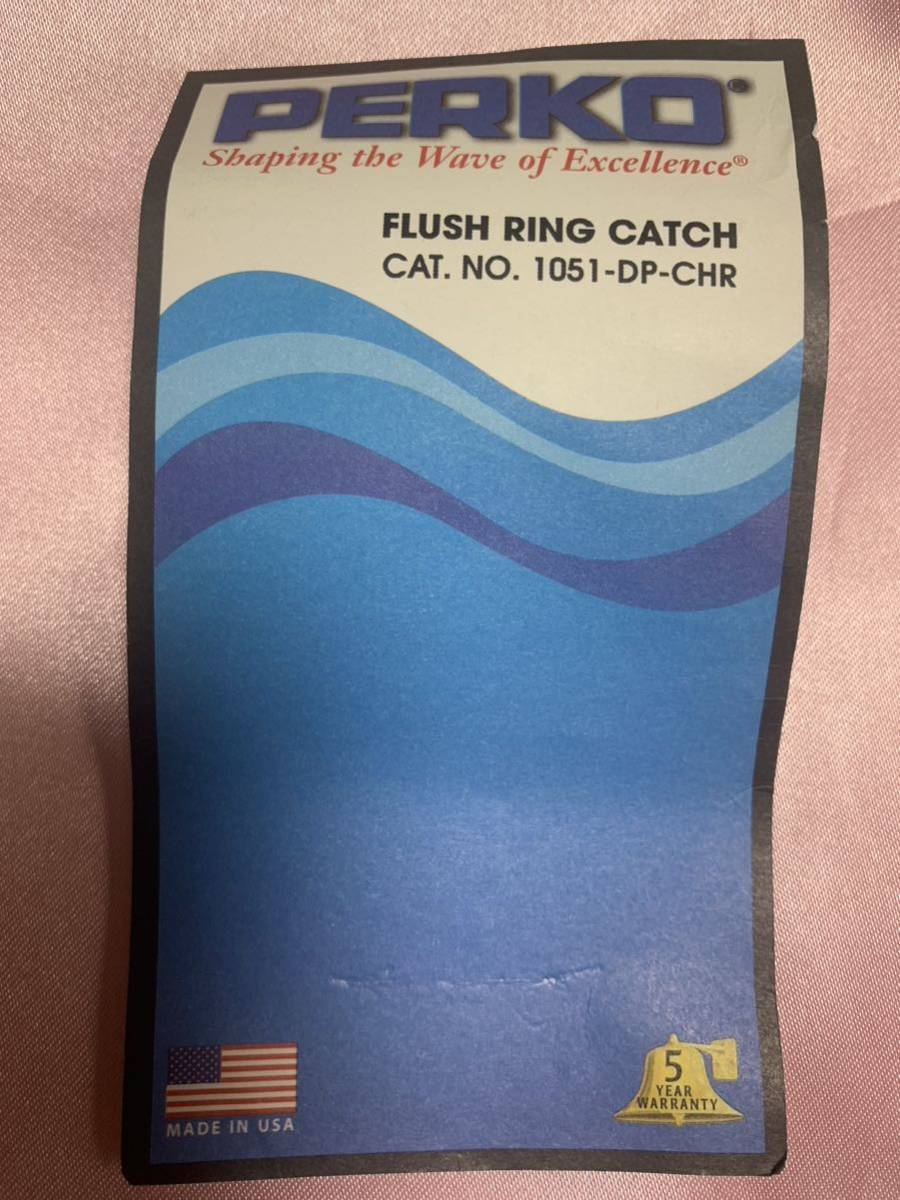 PERKO®
Shaping the Wave of Excellence®
FLUSH RING CATCH
CAT. NO. 1051-DP-CHR
MADE IN USA
5
YEAR
WARRANTY